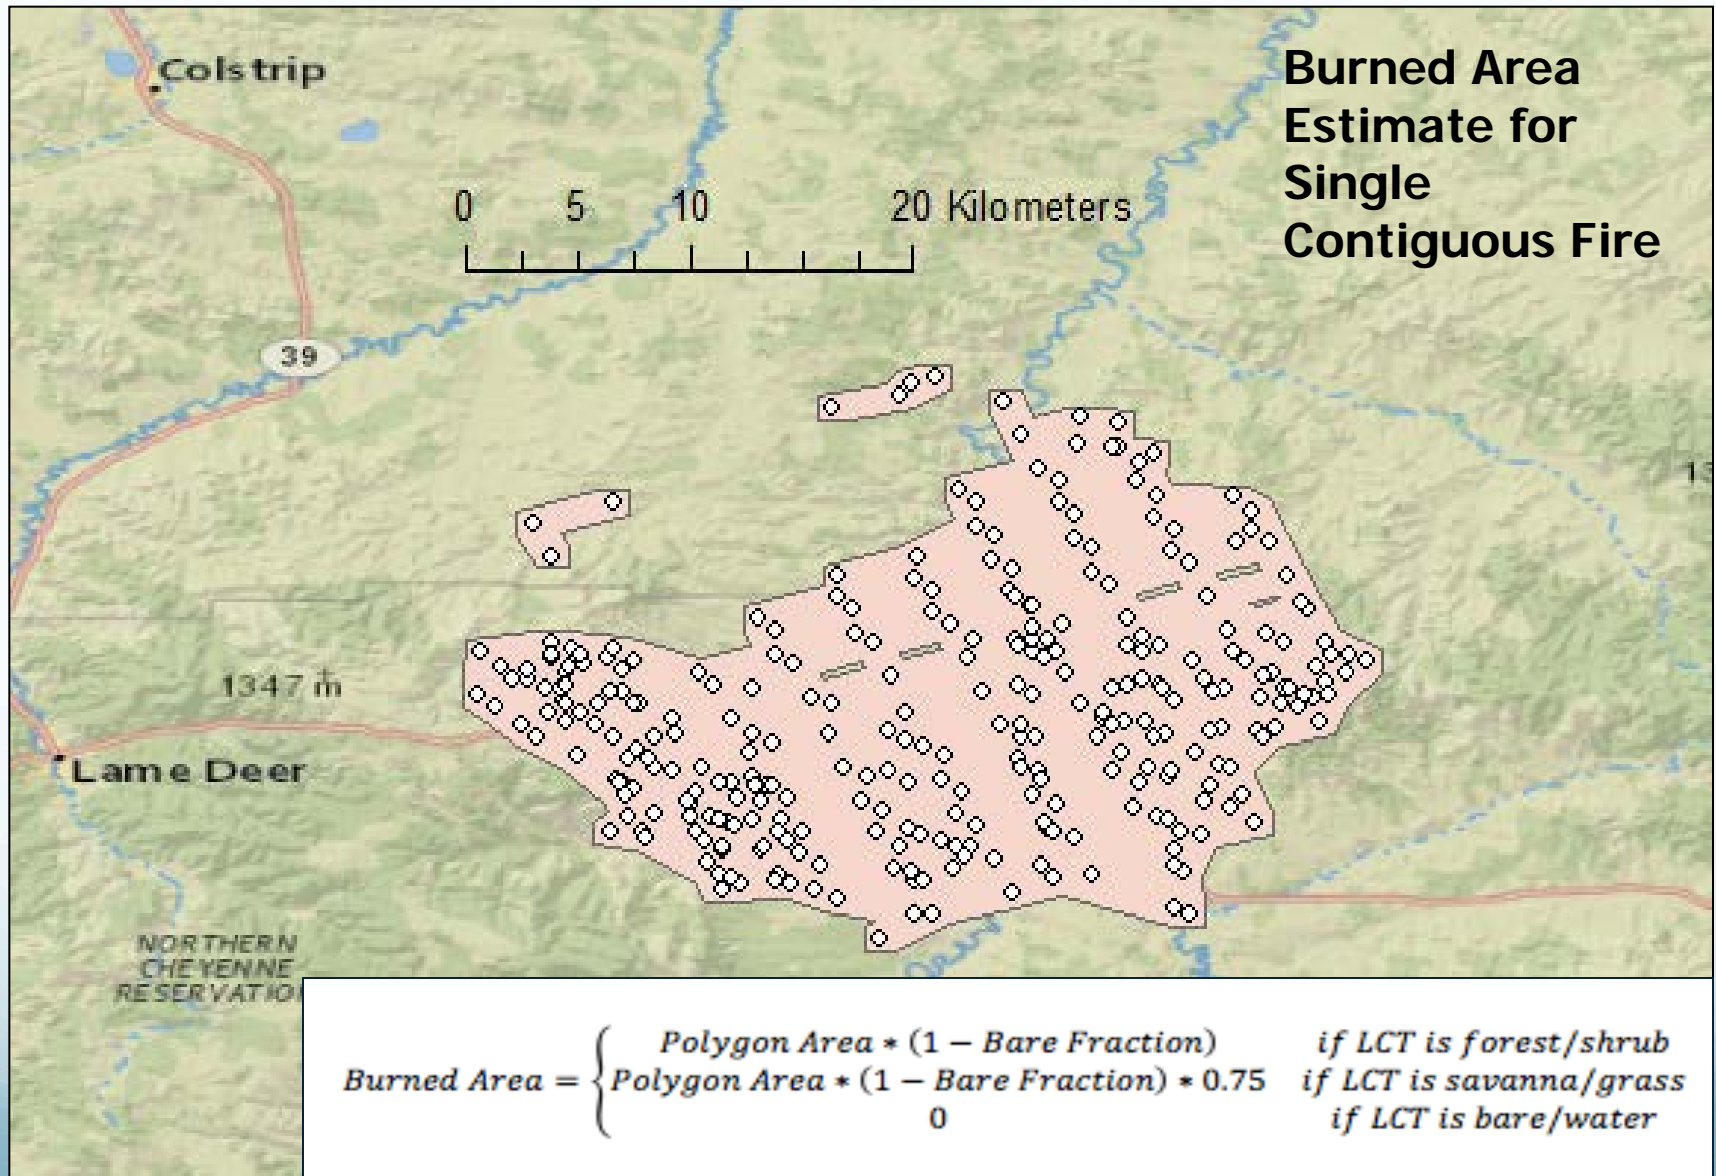 Colstrip
Burned Area
Estimate for
Single
Contiguous Fire
0 5 10 20 Kilometers
39
13
1347 m
Lame Deer
NORTHERN
CHEYENNE
RESERVATIO
Burned Area = { Polygon Area ∗ (1 − Bare Fraction) if LCT is forest/shrub
Polygon Area ∗ (1 − Bare Fraction) ∗ 0.75 if LCT is savanna/grass
0 if LCT is bare/water